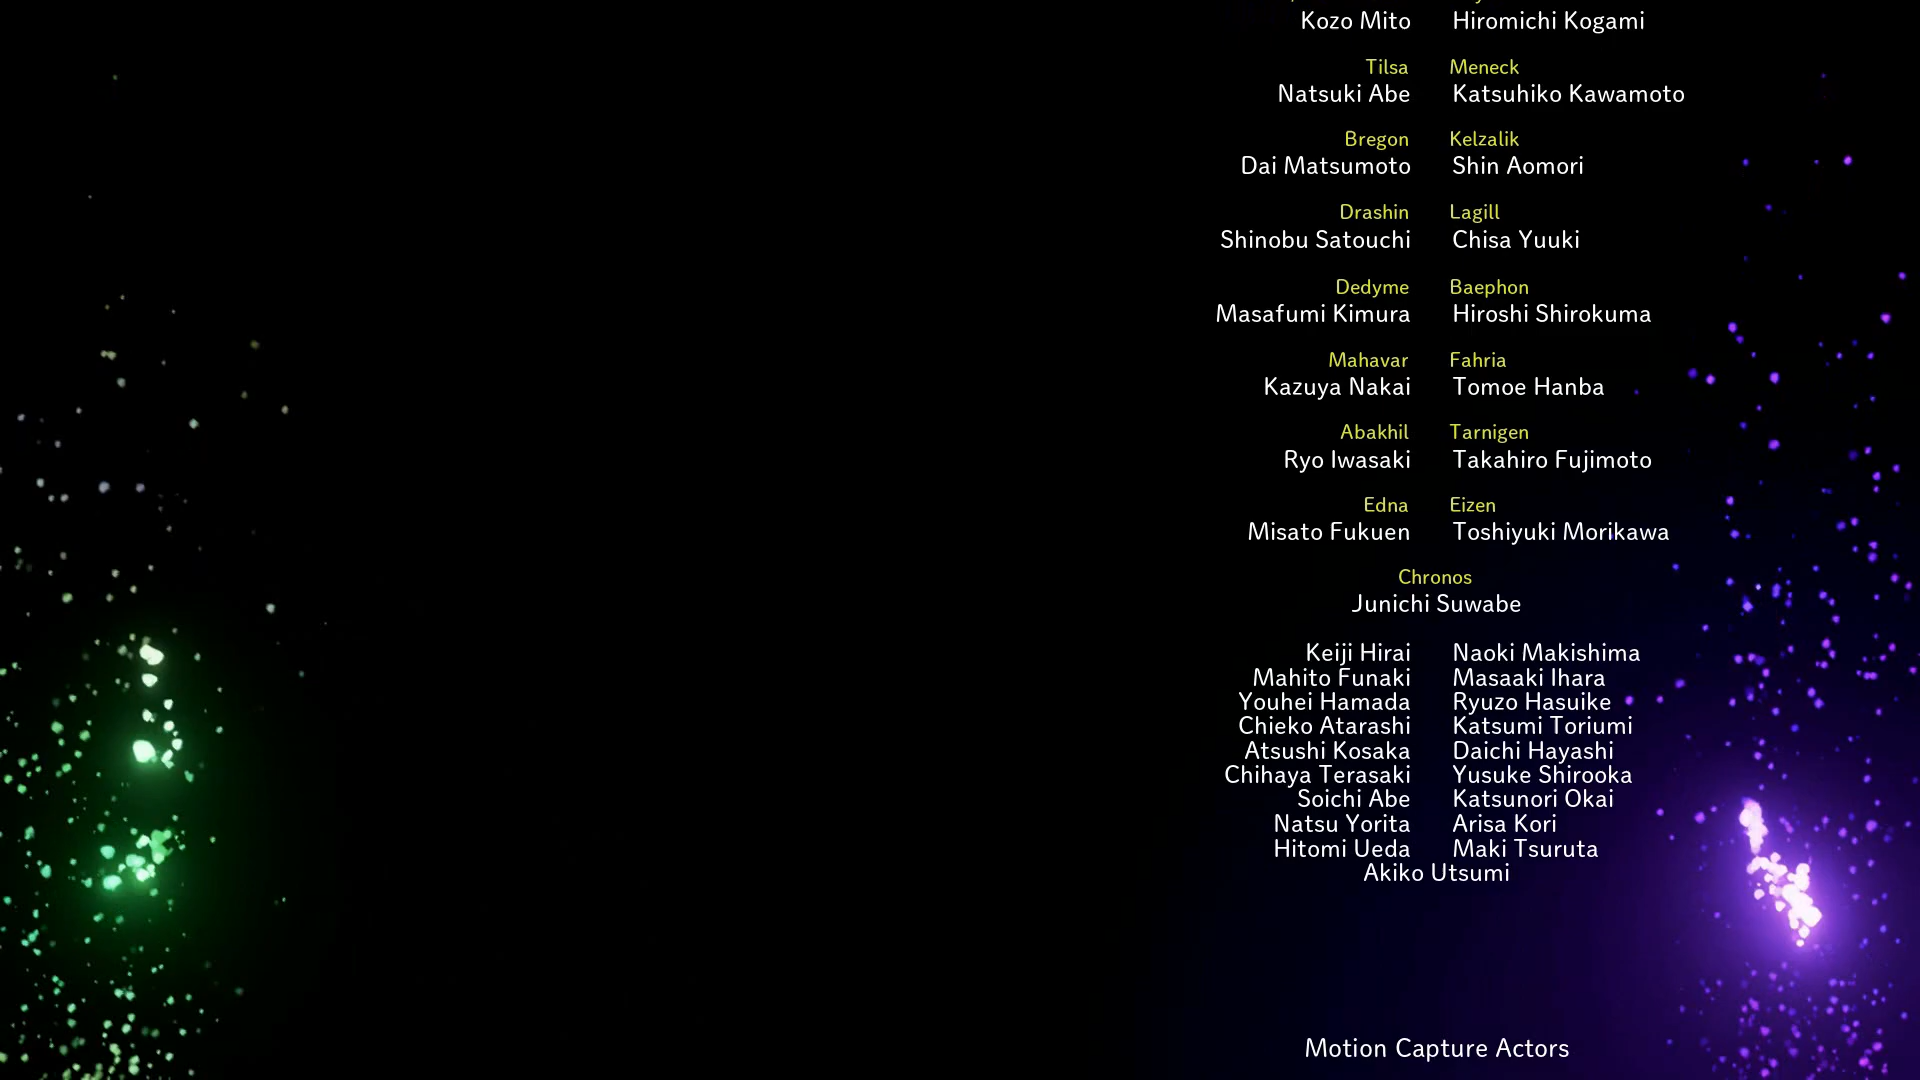 Kozo Mito Hiromichi Kogami
Tilsa Meneck
Natsuki Abe Katsuhiko Kawamoto
Bregon Kelzalik
Dai Matsumoto Shin Aomori
Drashin Lagill
Shinobu Satouchi Chisa Yuuki
Dedyme Baephon
Masafumi Kimura Hiroshi Shirokuma
Mahavar Fahria
Kazuya Nakai Tomoe Hanba
Abakhil Tarnigen
Ryo Iwasaki Takahiro Fujimoto
Edna Eizen
Misato Fukuen Toshiyuki Morikawa
Chronos
Junichi Suwabe
Keiji Hirai Naoki Makishima
Mahito Funaki Masaaki Ihara
Youhei Hamada Ryuzo Hasuike
Chieko Atarashi Katsumi Toriumi
Atsushi Kosaka Daichi Hayashi
Chihaya Terasaki Yusuke Shirooka
Soichi Abe Katsunori Okai
Natsu Yorita Arisa Kori
Hitomi Ueda Maki Tsuruta
Akiko Utsumi
Motion Capture Actors